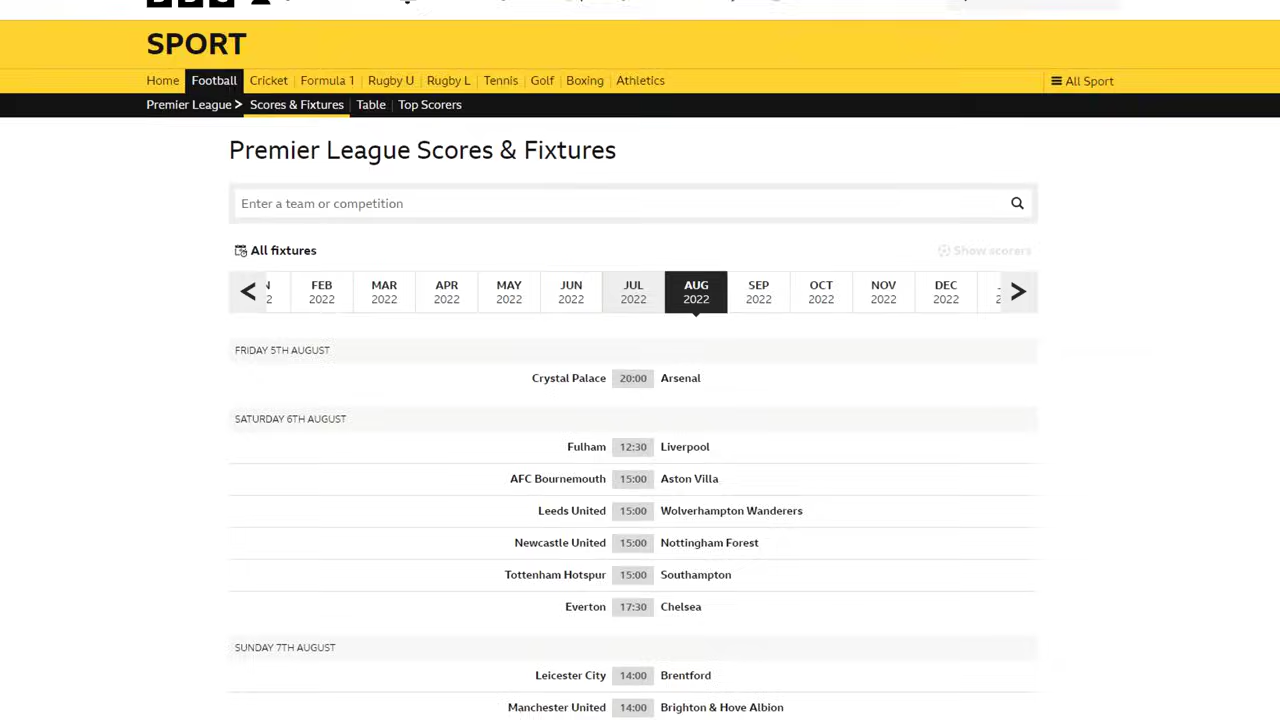 SPORT
Home Football Cricket Formula 1 Rugby U Rugby L Tennis Golf Boxing Athletics All Sport
Premier League > Scores & Fixtures Table Top Scorers
Premier League Scores & Fixtures
Enter a team or competition
All fixtures Show scorers
FEB MAR APR MAY JUN JUL AUG SEP OCT NOV DEC
2022 2022 2022 2022 2022 2022 2022 2022 2022 2022 2022
FRIDAY 5TH AUGUST
Crystal Palace 20:00 Arsenal
SATURDAY 6TH AUGUST
Fulham 12:30 Liverpool
AFC Bournemouth 15:00 Aston Villa
Leeds United 15:00 Wolverhampton Wanderers
Newcastle United 15:00 Nottingham Forest
Tottenham Hotspur 15:00 Southampton
Everton 17:30 Chelsea
SUNDAY 7TH AUGUST
Leicester City 14:00 Brentford
Manchester United 14:00 Brighton & Hove Albion